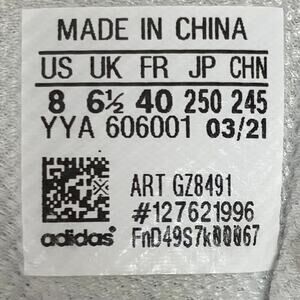 MADE IN CHINA
US UK FR JP CHN
8 6½ 40 250 245
YYA 606001 03/21
ART GZ8491
#127621996
adidas FnD49S7k00067